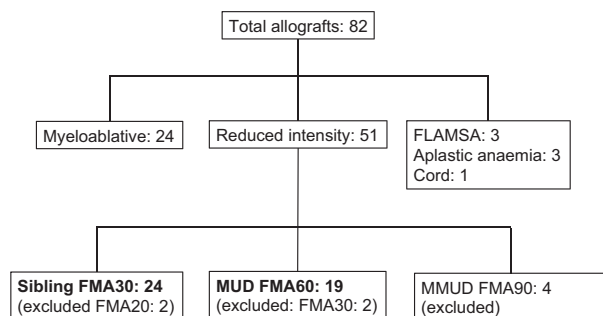 Total allografts: 82
Myeloablative: 24
Reduced intensity: 51
FLAMSA: 3
Aplastic anaemia: 3
Cord: 1
Sibling FMA30: 24
(excluded FMA20: 2)
MUD FMA60: 19
(excluded: FMA30: 2)
MMUD FMA90: 4
(excluded)